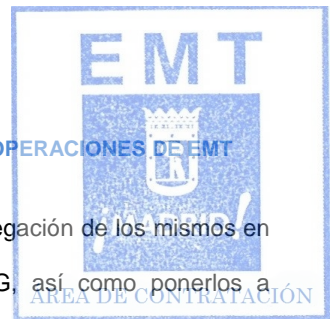 EMT
OPERACIONES DE EMT
egación de los mismos en
¡MADRID!
G, así como ponerlos a
ÁREA DE CONTRATACIÓN